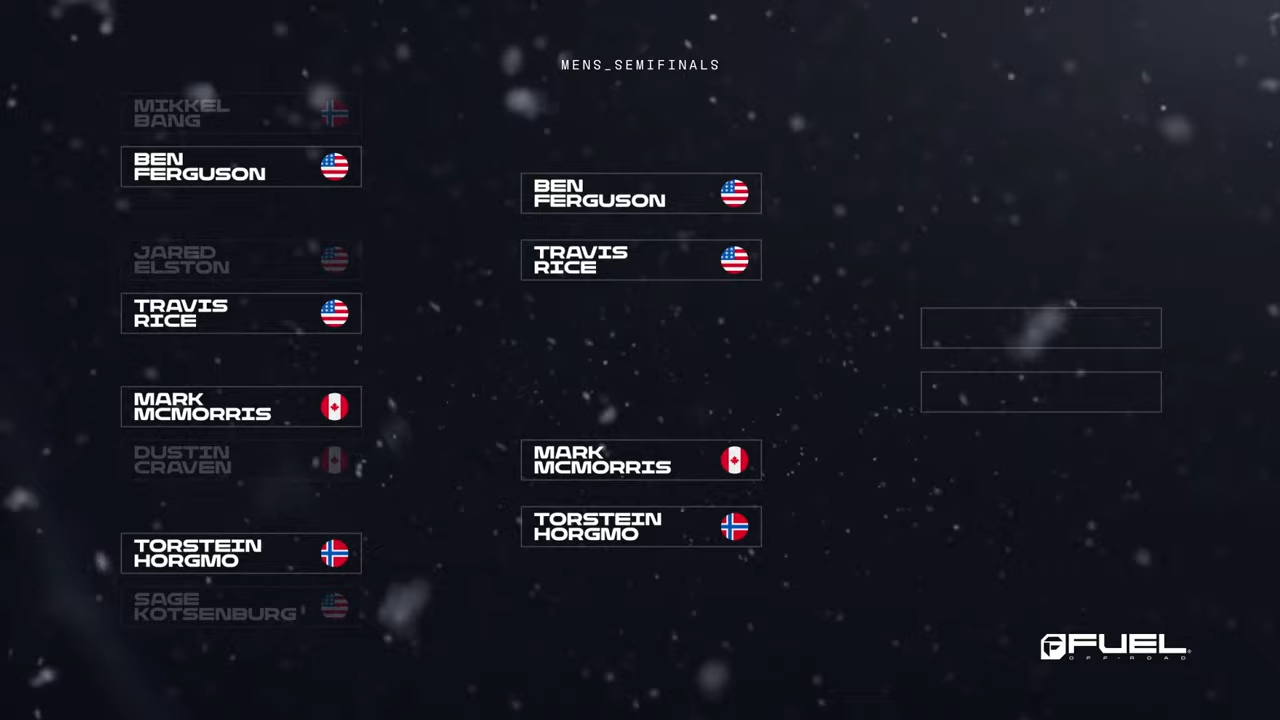 MENS_SEMIFINALS
MIKKEL
BANG
BEN
FERGUSON
JARED
ELSTON
TRAVIS
RICE
MARK
MCMORRIS
DUSTIN
CRAVEN
TORSTEIN
HORGMO
SAGE
KOTSENBURG
BEN
FERGUSON
TRAVIS
RICE
MARK
MCMORRIS
TORSTEIN
HORGMO
FUEL
OFF-ROAD